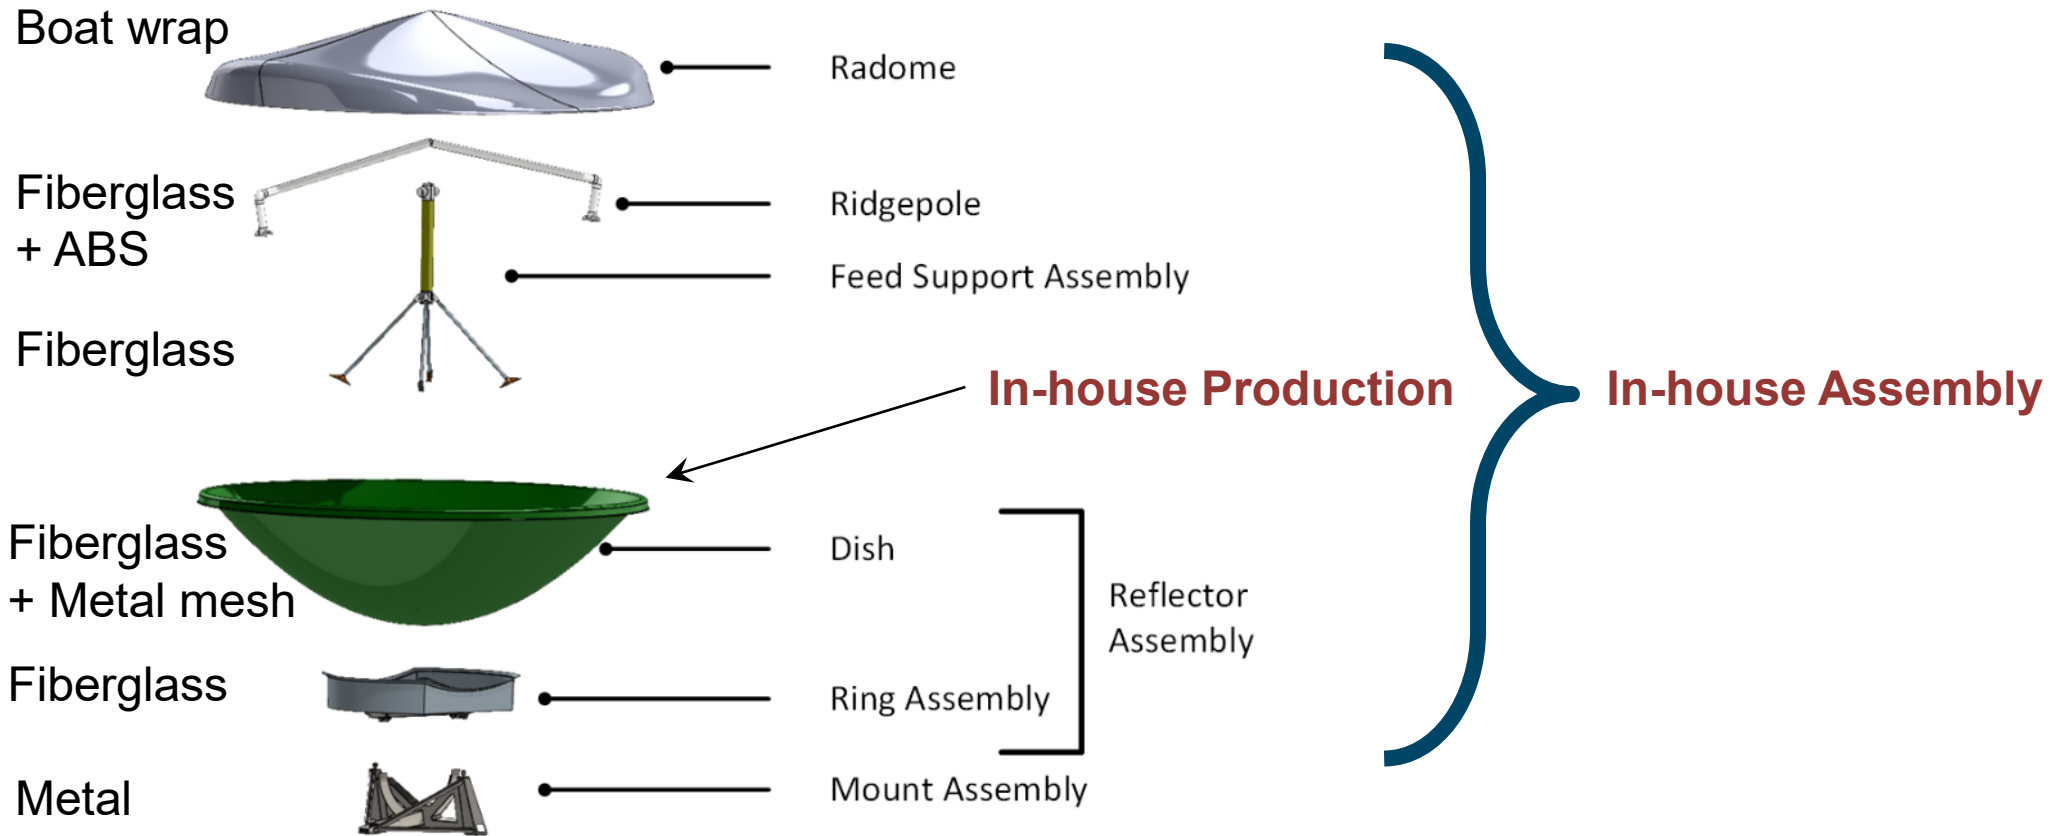 Boat wrap
Radome
Fiberglass
+ ABS
Ridgepole
Feed Support Assembly
Fiberglass
In-house Production
In-house Assembly
Fiberglass
+ Metal mesh
Dish
Reflector
Assembly
Fiberglass
Ring Assembly
Metal
Mount Assembly